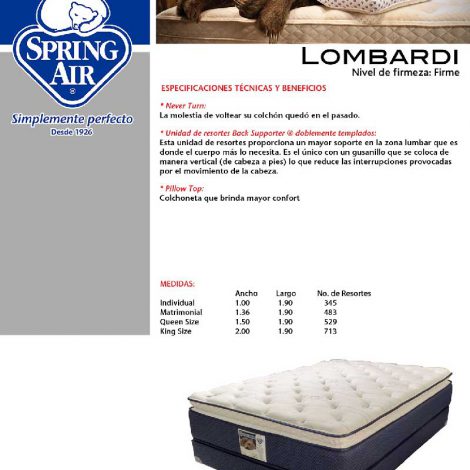 SPRING
AIR
®
Simplemente perfecto
Desde 1926
LOMBARDI
Nivel de firmeza: Firme
ESPECIFICACIONES TÉCNICAS Y BENEFICIOS
* Never Turn:
La molestia de voltear su colchón quedó en el pasado.
* Unidad de resortes Back Supporter ® doblemente templados:
Esta unidad de resortes proporciona un mayor soporte en la zona lumbar que es
donde el cuerpo más lo necesita. Es el único con un gusanillo que se coloca de
manera vertical (de cabeza a pies) lo que reduce las interrupciones provocadas
por el movimiento de la cabeza.
* Pillow Top:
Colchoneta que brinda mayor confort
MEDIDAS:
Ancho Largo No. de Resortes
Individual 1.00 1.90 345
Matrimonial 1.36 1.90 483
Queen Size 1.50 1.90 529
King Size 2.00 1.90 713